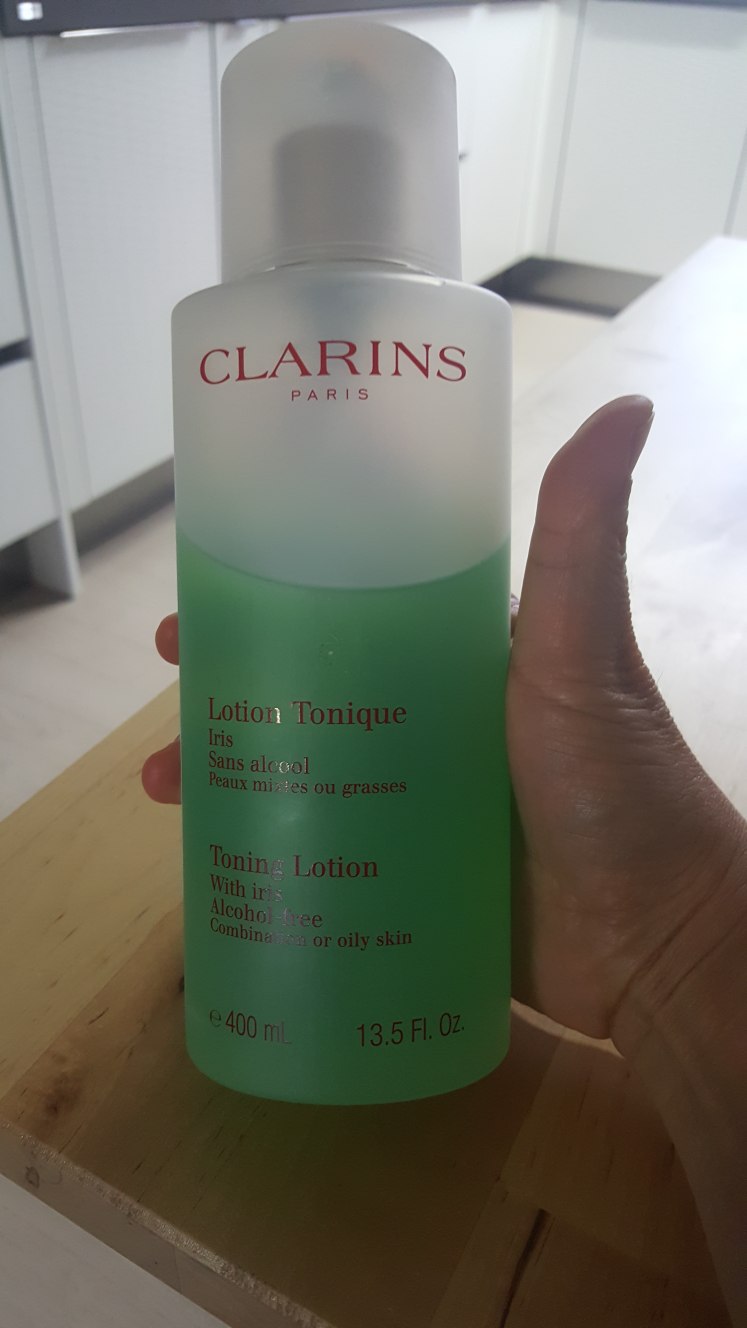 CLARINS
PARIS
Lotion Tonique
Iris
Sans alcool
Peaux mixtes ou grasses
Toning Lotion
With iris
Alcohol-free
Combination or oily skin
℮ 400 mL 13.5 Fl. Oz.